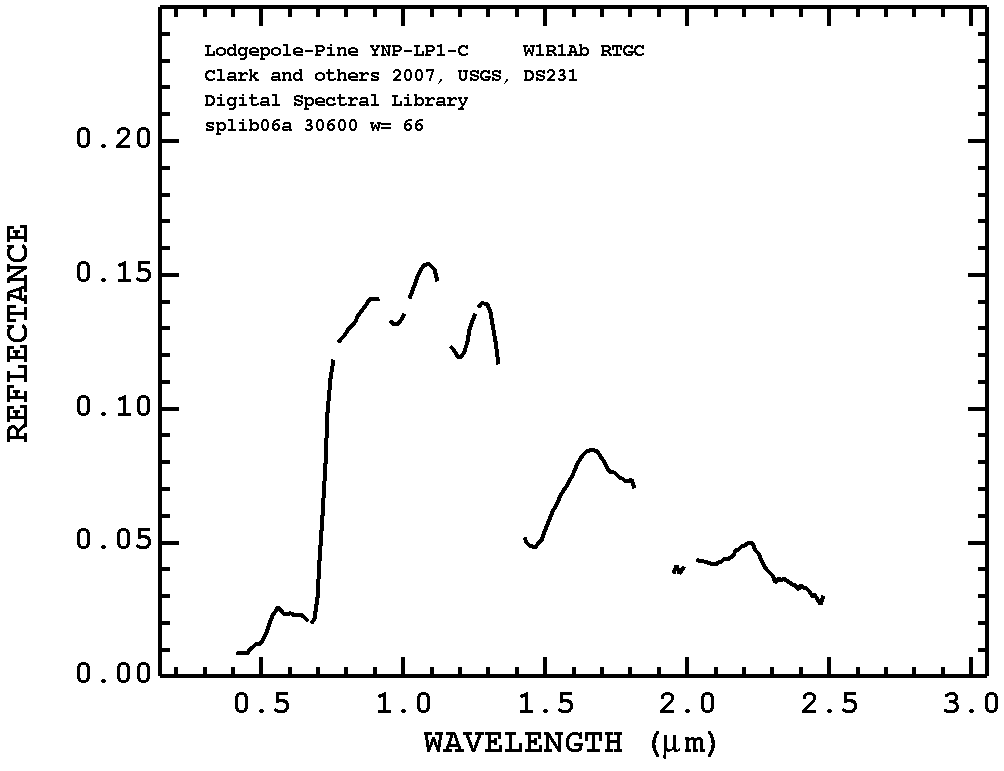 Lodgepole-Pine YNP-LP1-C W1R1Ab RTGC
Clark and others 2007, USGS, DS231
Digital Spectral Library
splib06a 30600 w= 66
0.20
0.15
0.10
0.05
0.00
REFLECTANCE
0.5 1.0 1.5 2.0 2.5 3.0
WAVELENGTH (μm)